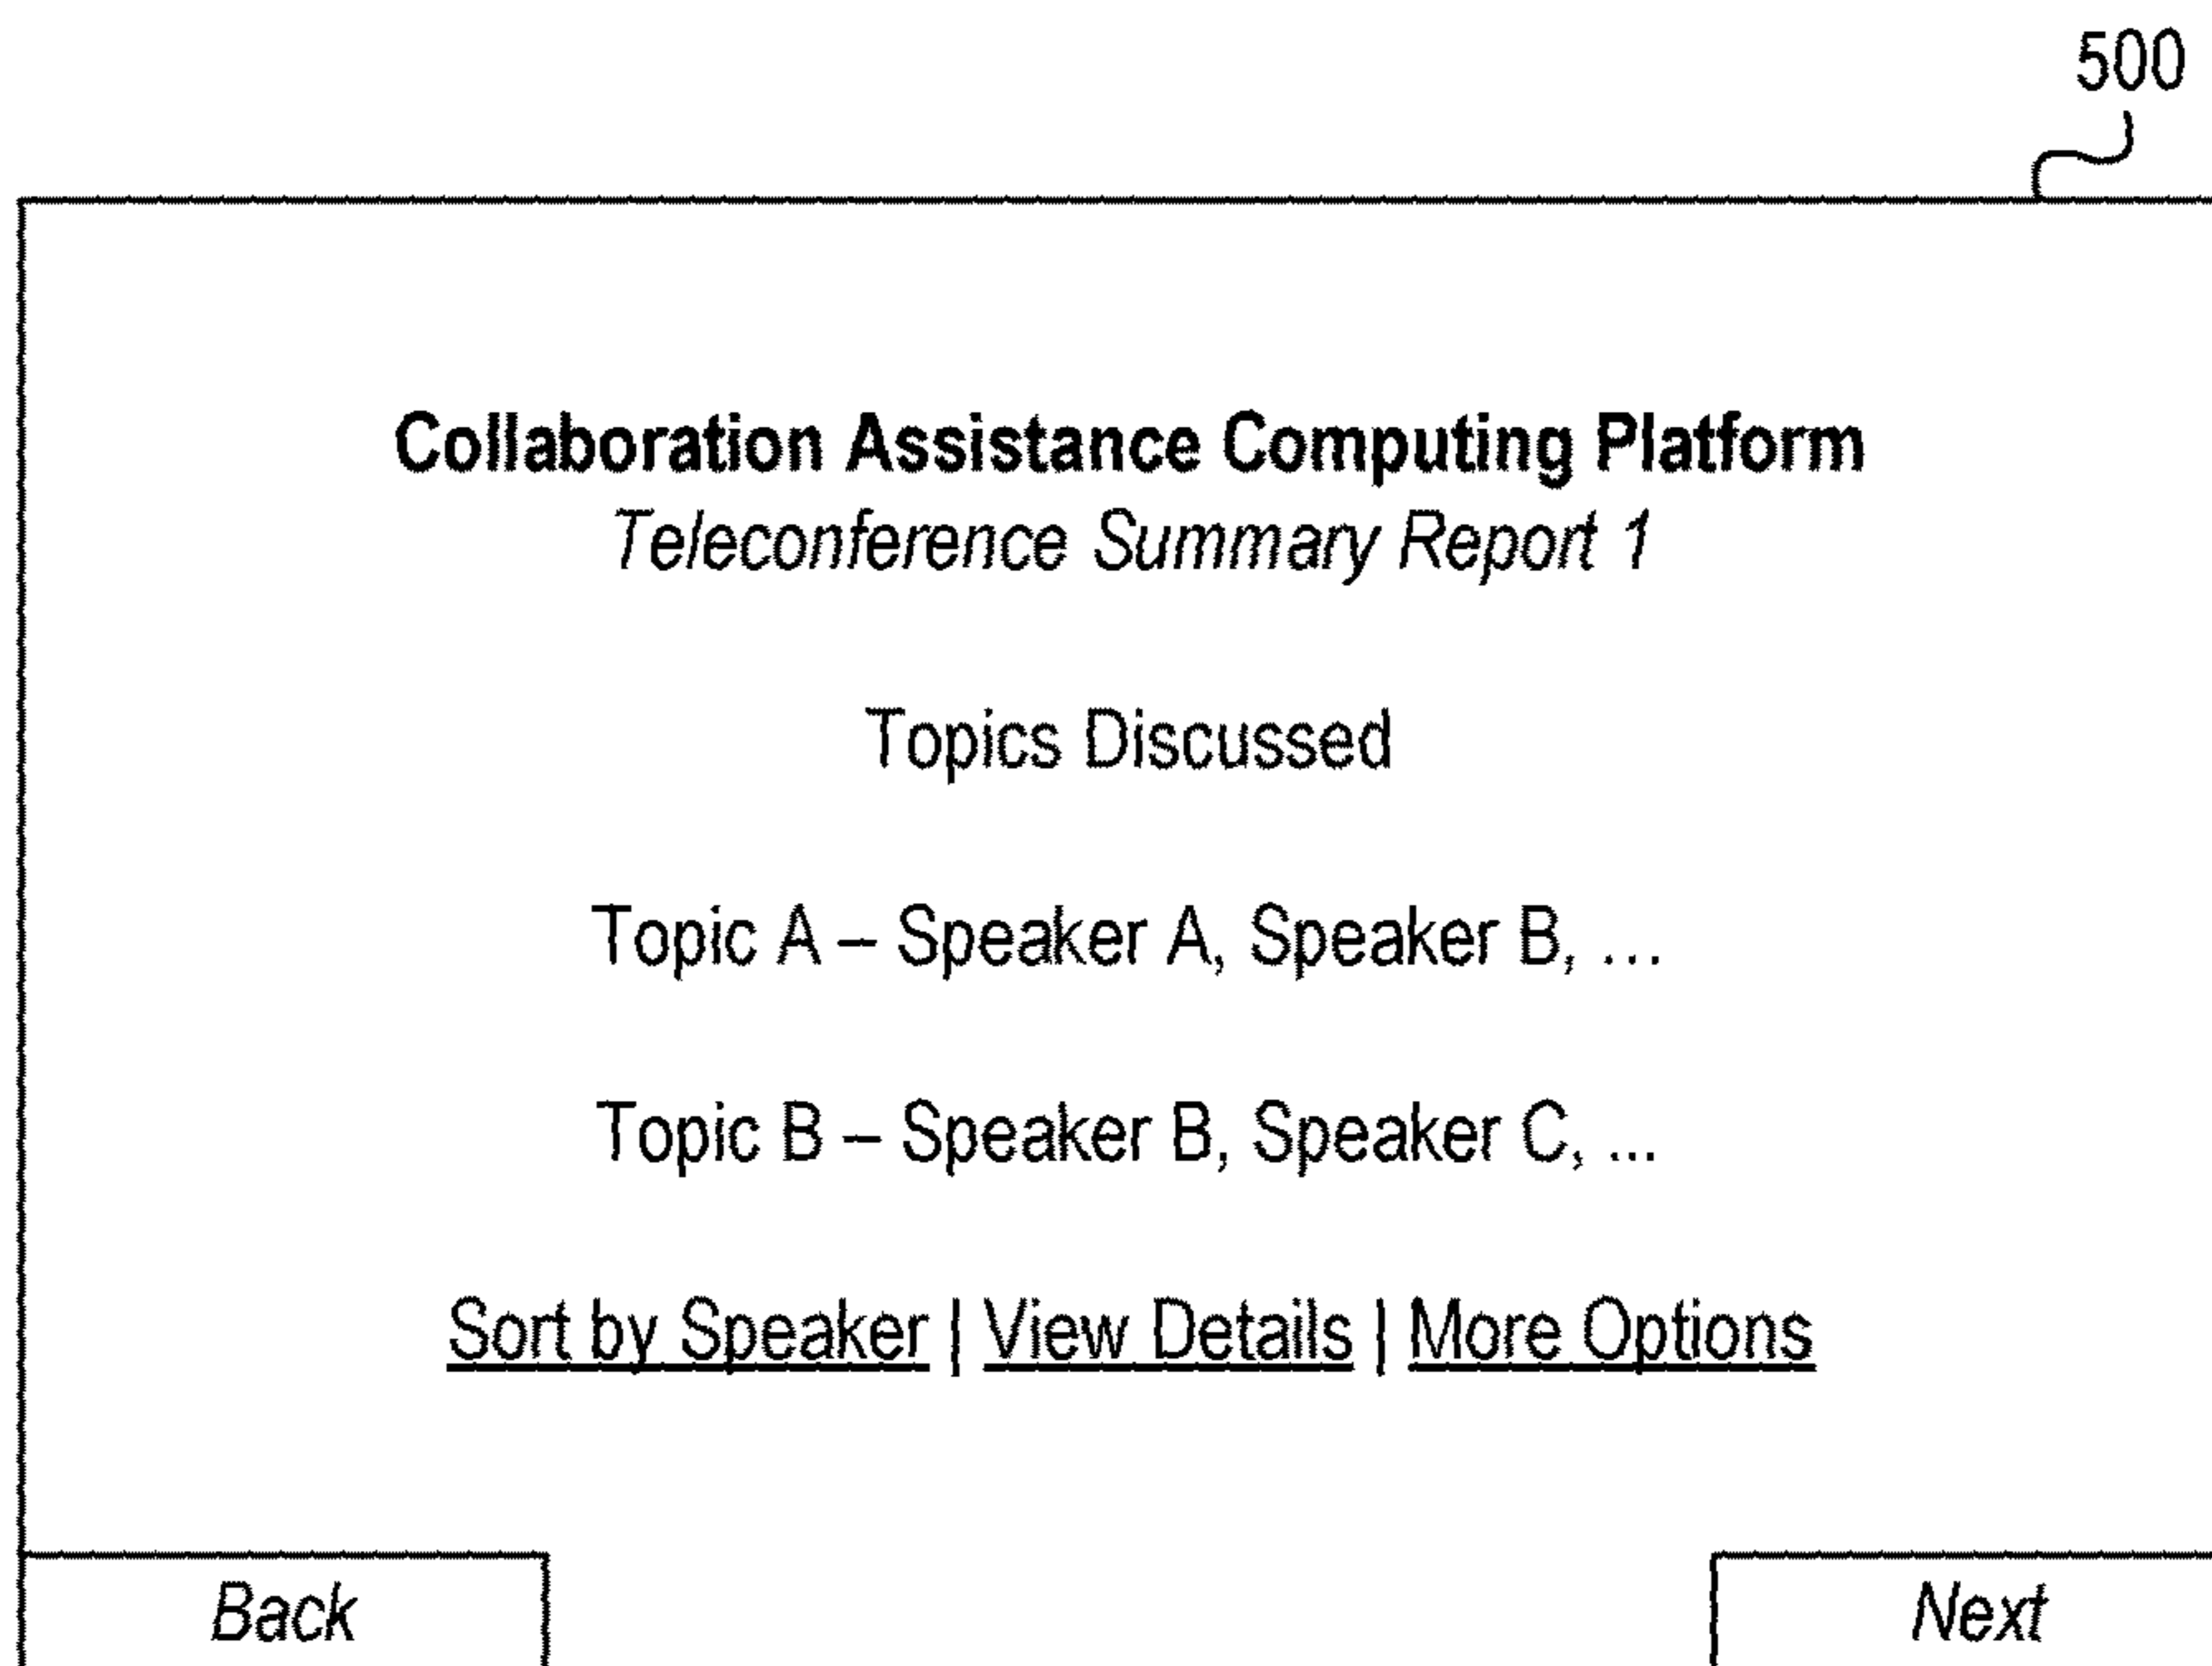 500
Collaboration Assistance Computing Platform
Teleconference Summary Report 1
Topics Discussed
Topic A – Speaker A, Speaker B, ...
Topic B – Speaker B, Speaker C, ...
Sort by Speaker | View Details | More Options
Back
Next